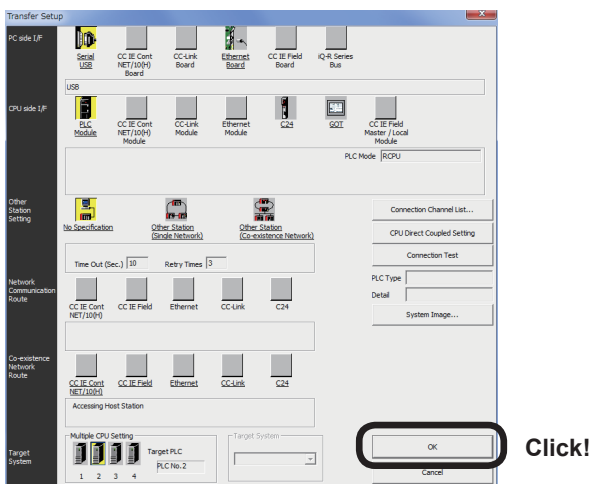 Transfer Setup
PC side I/F
Serial USB
CC IE Cont NET/10(H) Board
CC-Link Board
Ethernet Board
CC IE Field Board
iQ-R Series Bus
USB
CPU side I/F
PLC Module
CC IE Cont NET/10(H) Module
CC-Link Module
Ethernet Module
C24
GOT
CC IE Field Master / Local Module
PLC Mode RCPU
Other Station Setting
No Specification
Other Station (Single Network)
Other Station (Co-existence Network)
Connection Channel List...
CPU Direct Coupled Setting
Time Out (Sec.) 10 Retry Times 3
Connection Test
Network Communication Route
CC IE Cont NET/10(H)
CC IE Field
Ethernet
CC-Link
C24
PLC Type
Detail
System Image...
Co-existence Network Route
CC IE Cont NET/10(H)
CC IE Field
Ethernet
CC-Link
C24
Accessing Host Station
Multiple CPU Setting
Target System
Target System
1 2 3 4
Target PLC
PLC No. 2
OK
Click!
Cancel